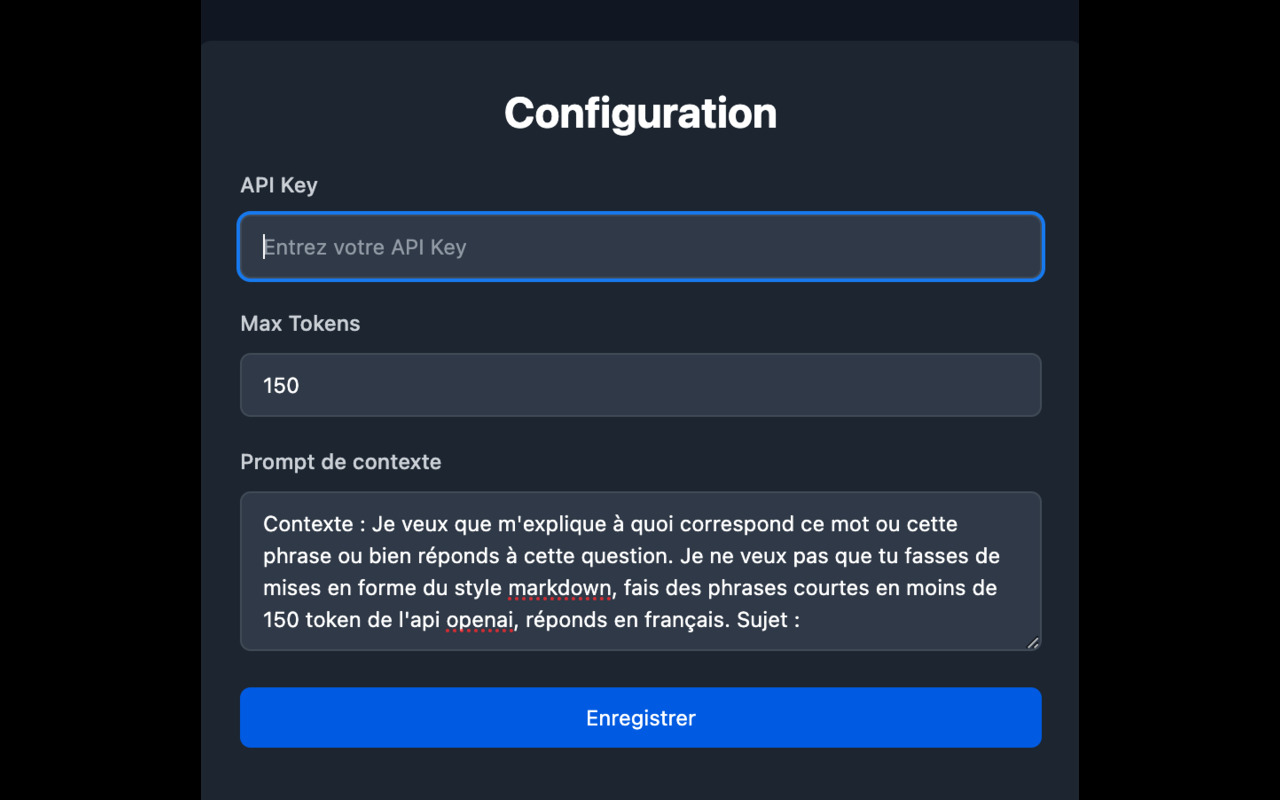 Configuration
API Key
Entrez votre API Key
Max Tokens
150
Prompt de contexte
Contexte : Je veux que m'explique à quoi correspond ce mot ou cette
phrase ou bien réponds à cette question. Je ne veux pas que tu fasses de
mises en forme du style markdown, fais des phrases courtes en moins de
150 token de l'api openai, réponds en français. Sujet :
Enregistrer